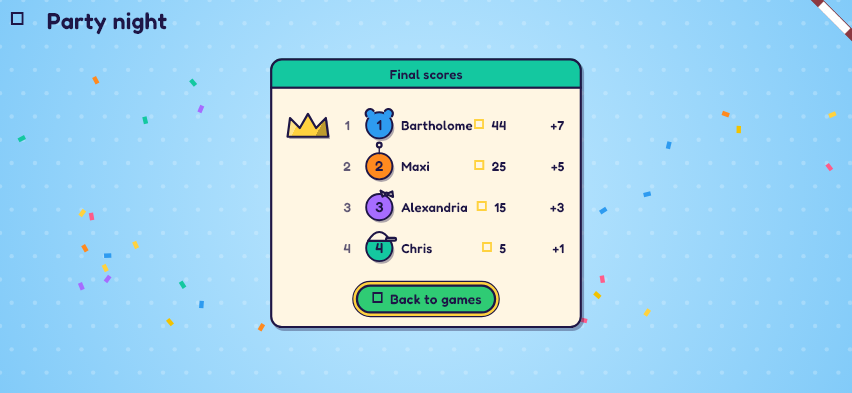 Party night
Final scores
1 1 Bartholome 44 +7
2 2 Maxi 25 +5
3 3 Alexandria 15 +3
4 4 Chris 5 +1
Back to games